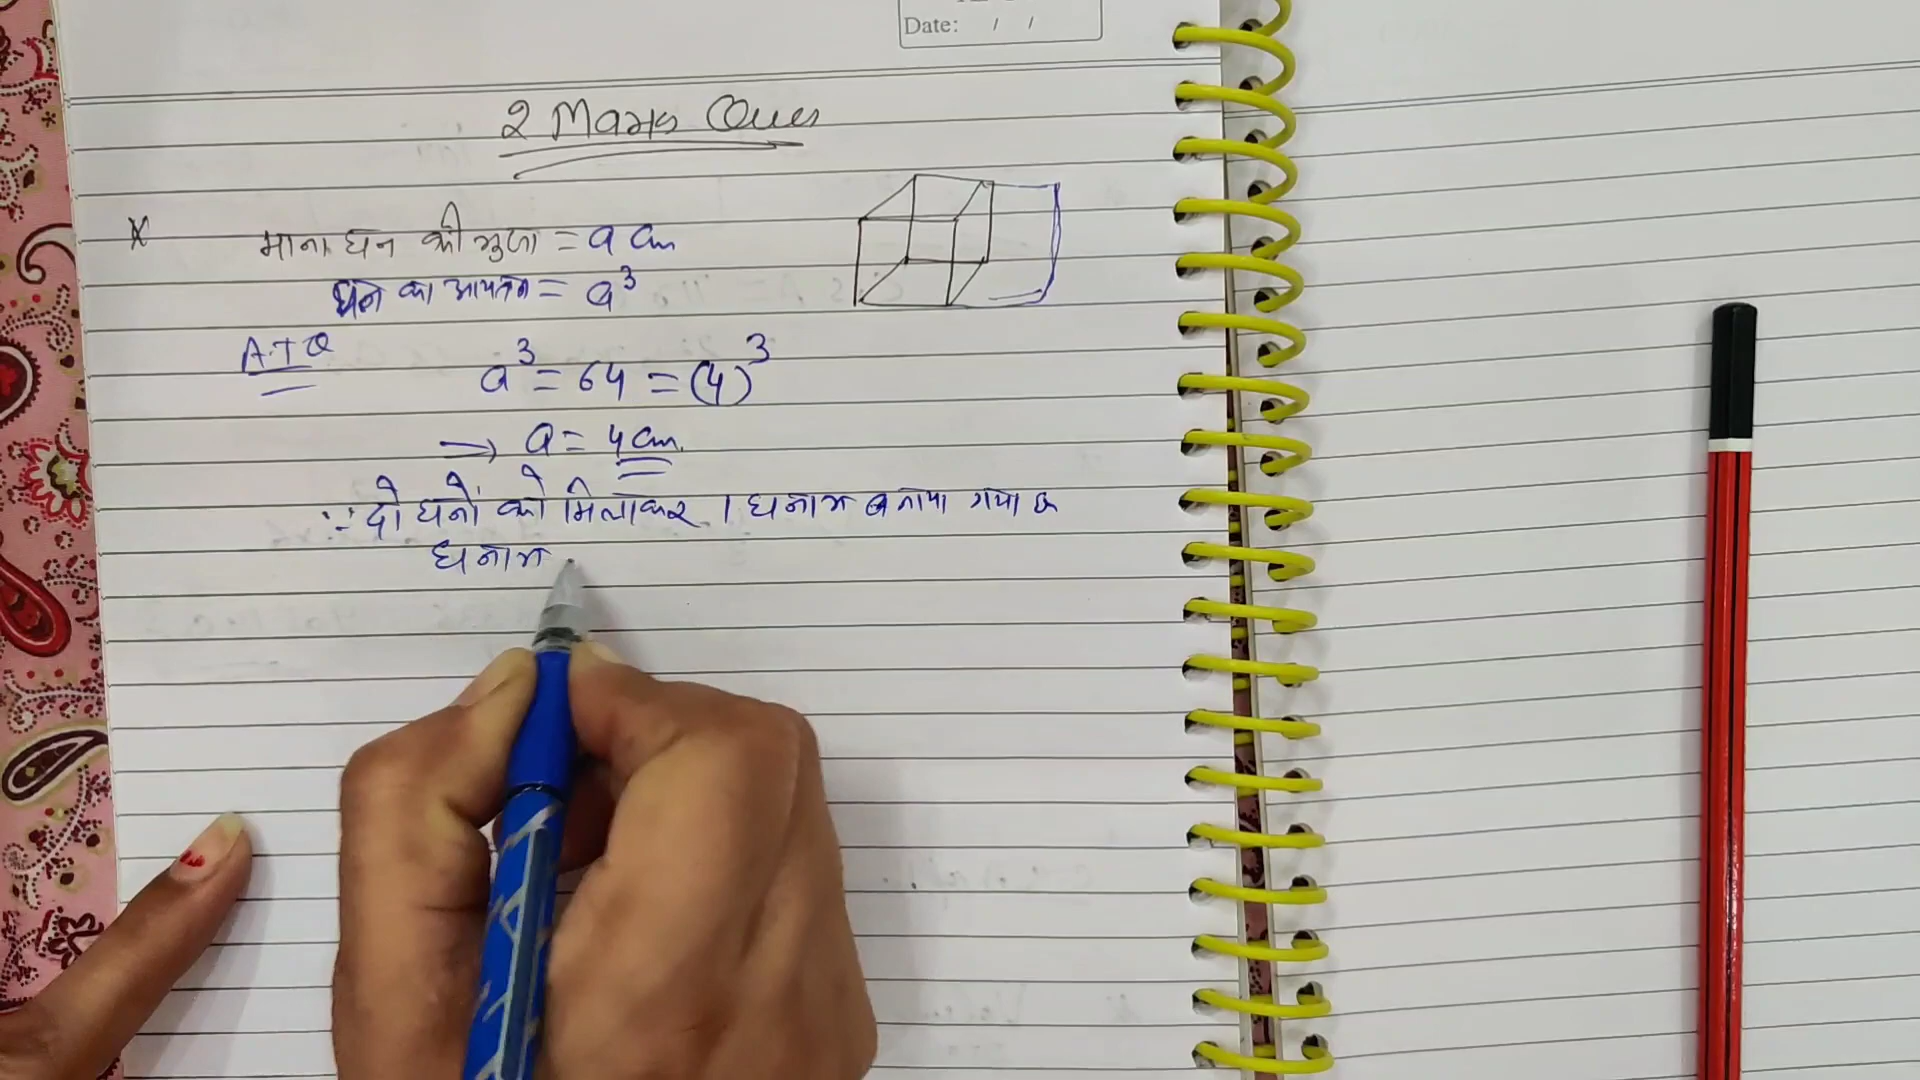 Date: / /
2 Marks Ques
* माना घन की भुजा = a cm
घन का आयतन = a³
A.T.Q
a³ = 64 = (4)³
→ a = 4 cm.
∵ दो घनों को मिलाकर 1 घनाभ बनाया गया है
घनाभ